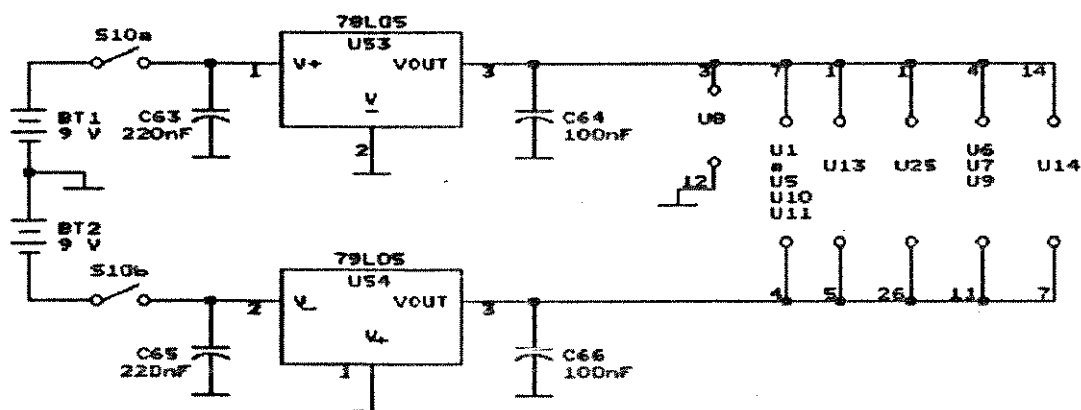 78L05
S10a
U53
1
V+
VOUT
3
3
7
1
1
4
14
BT1
9 V
C63
220nF
V
2
C64
100nF
U8
12
U1
U5
U10
U11
U13
U25
U6
U7
U9
U14
BT2
9 V
S10b
79L05
U54
2
V-
VOUT
3
4
5
26
11
7
C65
220nF
V+
1
C66
100nF